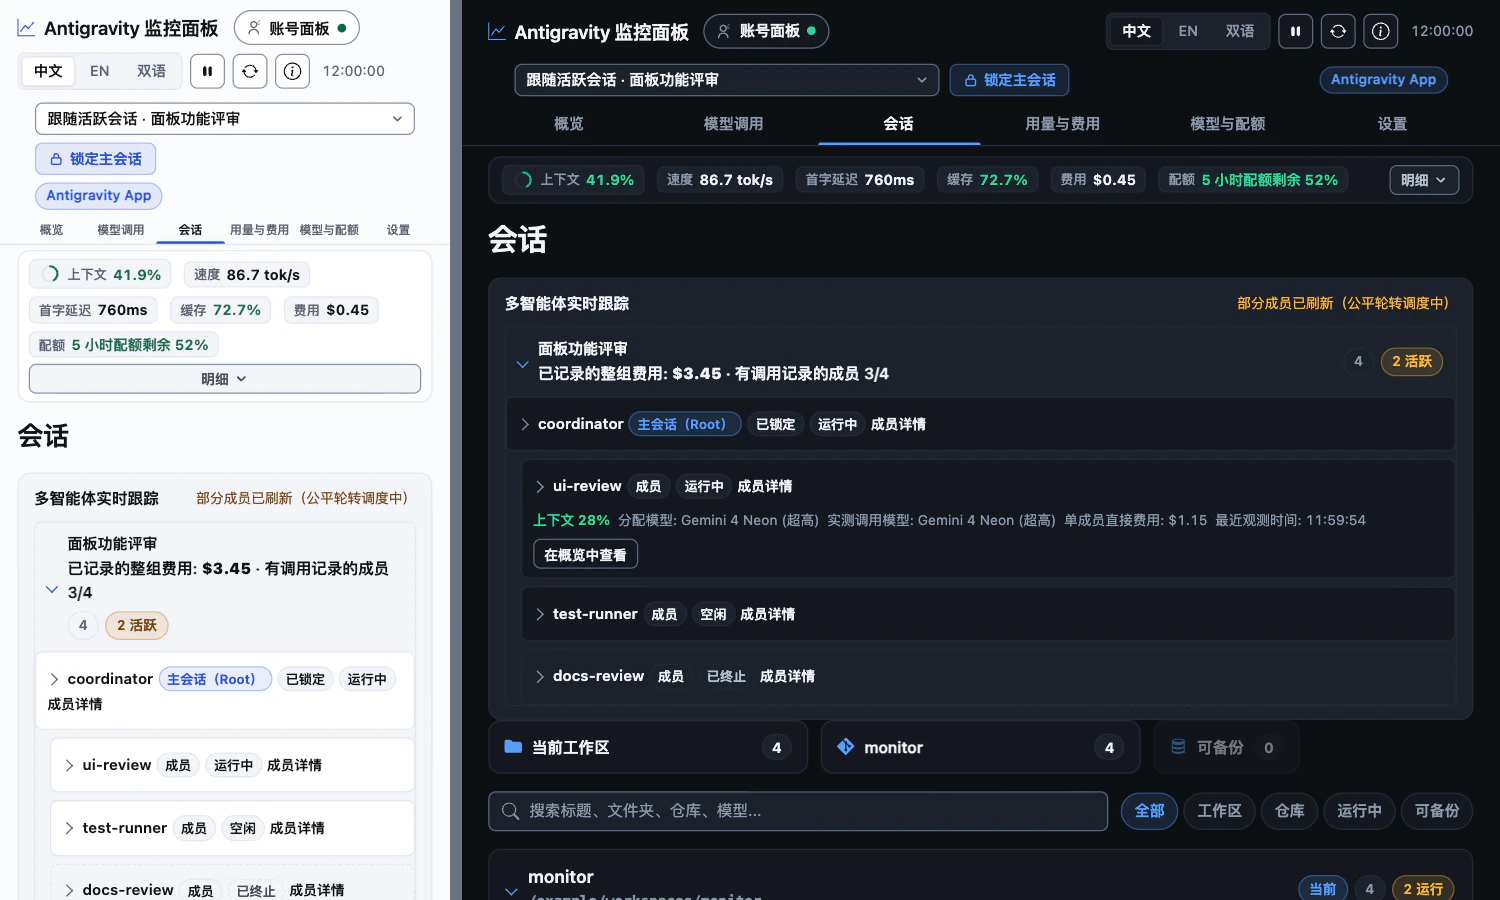 Antigravity 监控面板
账号面板
中文 EN 双语 12:00:00
跟随活跃会话 · 面板功能评审
锁定主会话
Antigravity App
概览 模型调用 会话 用量与费用 模型与配额 设置
上下文 41.9% 速度 86.7 tok/s
首字延迟 760ms 缓存 72.7% 费用 $0.45
配额 5 小时配额剩余 52%
明细
会话
多智能体实时跟踪 部分成员已刷新（公平轮转调度中）
面板功能评审
已记录的整组费用: $3.45 · 有调用记录的成员
3/4
4 2 活跃
coordinator 主会话（Root） 已锁定 运行中
成员详情
ui-review 成员 运行中 成员详情
test-runner 成员 空闲 成员详情
docs-review 成员 已终止 成员详情
Antigravity 监控面板 账号面板 中文 EN 双语 12:00:00
跟随活跃会话 · 面板功能评审 锁定主会话 Antigravity App
概览 模型调用 会话 用量与费用 模型与配额 设置
上下文 41.9% 速度 86.7 tok/s 首字延迟 760ms 缓存 72.7% 费用 $0.45 配额 5 小时配额剩余 52% 明细
会话
多智能体实时跟踪 部分成员已刷新（公平轮转调度中）
面板功能评审
已记录的整组费用: $3.45 · 有调用记录的成员 3/4 4 2 活跃
coordinator 主会话（Root） 已锁定 运行中 成员详情
ui-review 成员 运行中 成员详情
上下文 28% 分配模型: Gemini 4 Neon (超高) 实测调用模型: Gemini 4 Neon (超高) 单成员直接费用: $1.15 最近观测时间: 11:59:54
在概览中查看
test-runner 成员 空闲 成员详情
docs-review 成员 已终止 成员详情
当前工作区 4 monitor 4 可备份 0
搜索标题、文件夹、仓库、模型... 全部 工作区 仓库 运行中 可备份
monitor
当前 4 2 运行